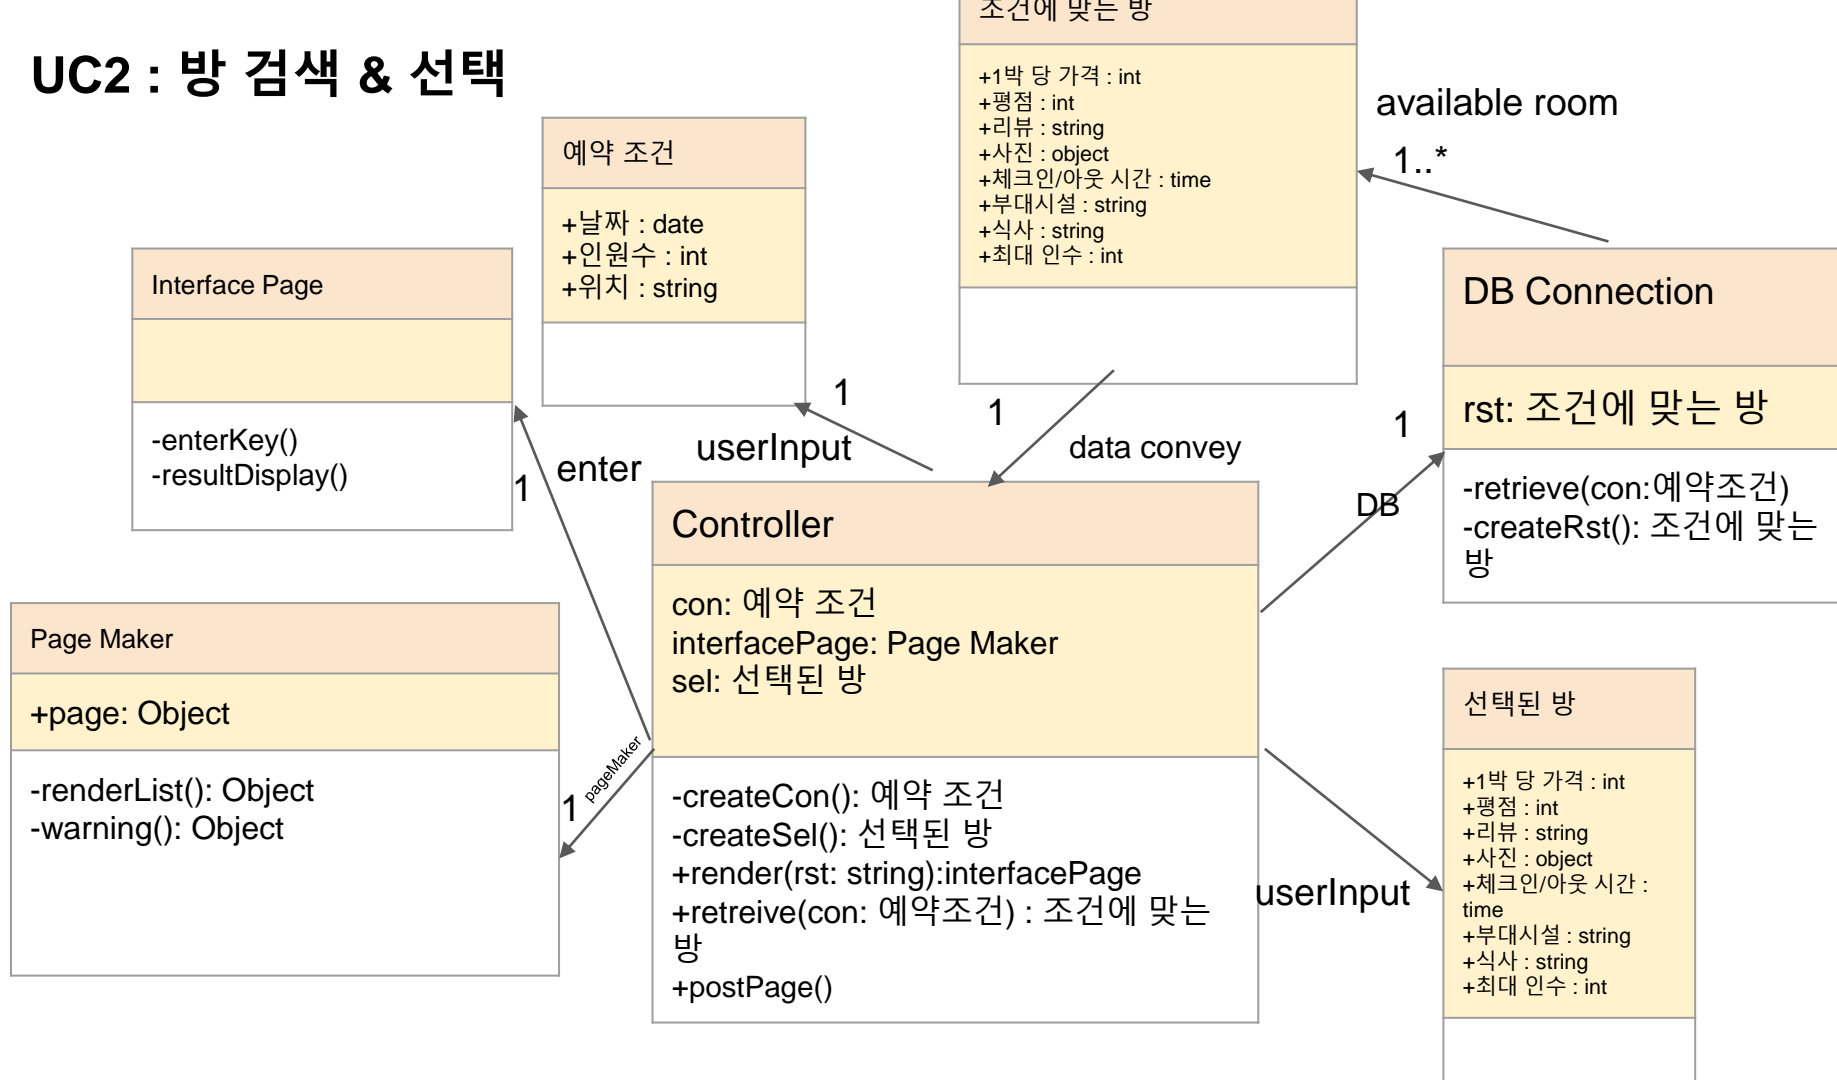 UC2 : 방 검색 & 선택
조건에 맞는 방
+1박 당 가격 : int
+평점 : int
+리뷰 : string
+사진 : object
+체크인/아웃 시간 : time
+부대시설 : string
+식사 : string
+최대 인수 : int
available room
1..*
예약 조건
+날짜 : date
+인원수 : int
+위치 : string
Interface Page
-enterKey()
-resultDisplay()
DB Connection
rst: 조건에 맞는 방
-retrieve(con:예약조건)
-createRst(): 조건에 맞는
방
1
userInput
1
data convey
1
DB
enter
1
Controller
con: 예약 조건
interfacePage: Page Maker
sel: 선택된 방
-createCon(): 예약 조건
-createSel(): 선택된 방
+render(rst: string):interfacePage
+retreive(con: 예약조건) : 조건에 맞는
방
+postPage()
Page Maker
+page: Object
-renderList(): Object
-warning(): Object
pageMaker
1
userInput
선택된 방
+1박 당 가격 : int
+평점 : int
+리뷰 : string
+사진 : object
+체크인/아웃 시간 :
time
+부대시설 : string
+식사 : string
+최대 인수 : int